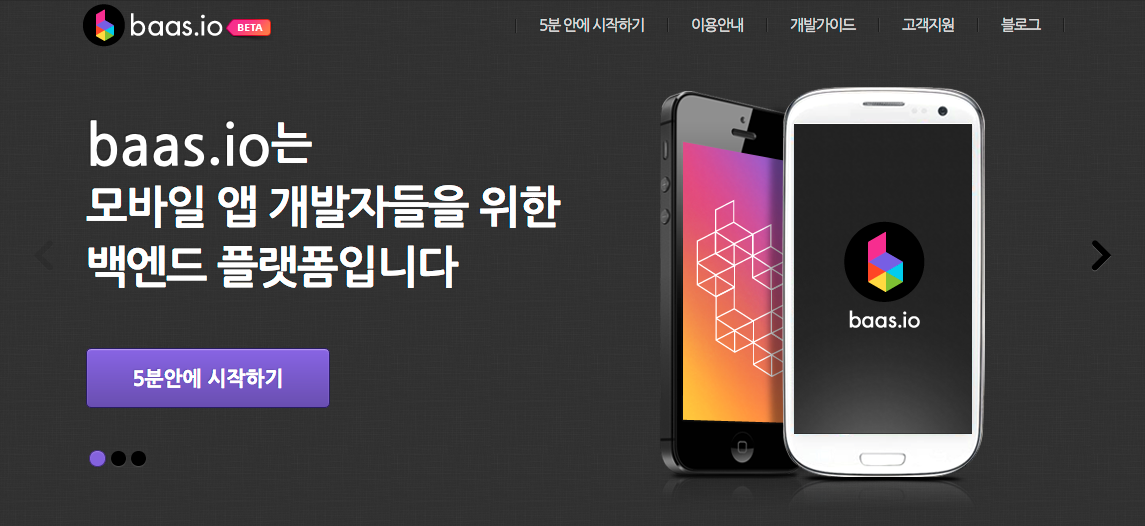 baas.io BETA
5분 안에 시작하기
이용안내
개발가이드
고객지원
블로그
baas.io는
모바일 앱 개발자들을 위한
백엔드 플랫폼입니다
5분안에 시작하기
baas.io